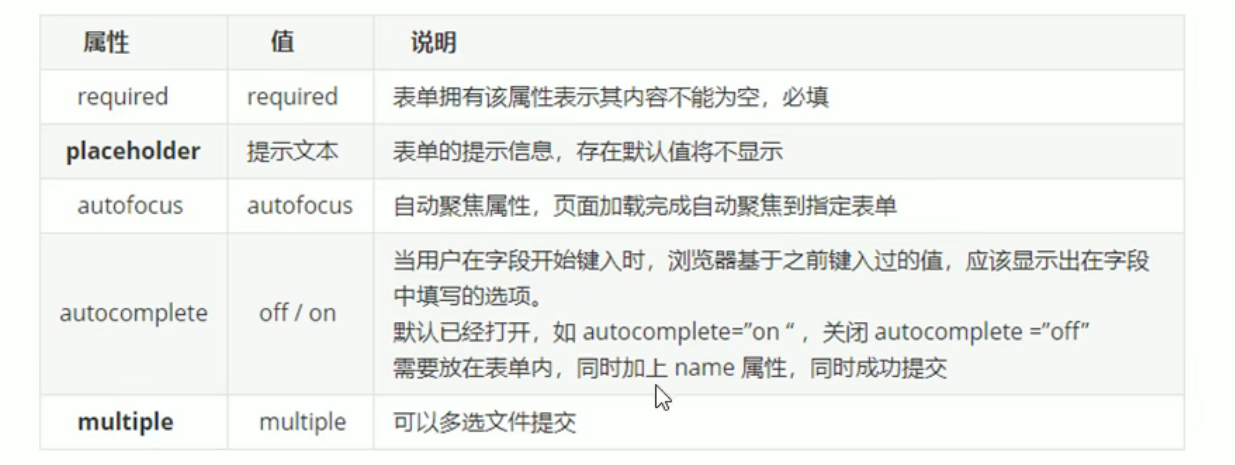 属性 值 说明
required required 表单拥有该属性表示其内容不能为空，必填
placeholder 提示文本 表单的提示信息，存在默认值将不显示
autofocus autofocus 自动聚焦属性，页面加载完成自动聚焦到指定表单
autocomplete off / on 当用户在字段开始键入时，浏览器基于之前键入过的值，应该显示出在字段
中填写的选项。
默认已经打开，如 autocomplete=”on “ ，关闭 autocomplete =”off”
需要放在表单内，同时加上 name 属性，同时成功提交
multiple multiple 可以多选文件提交